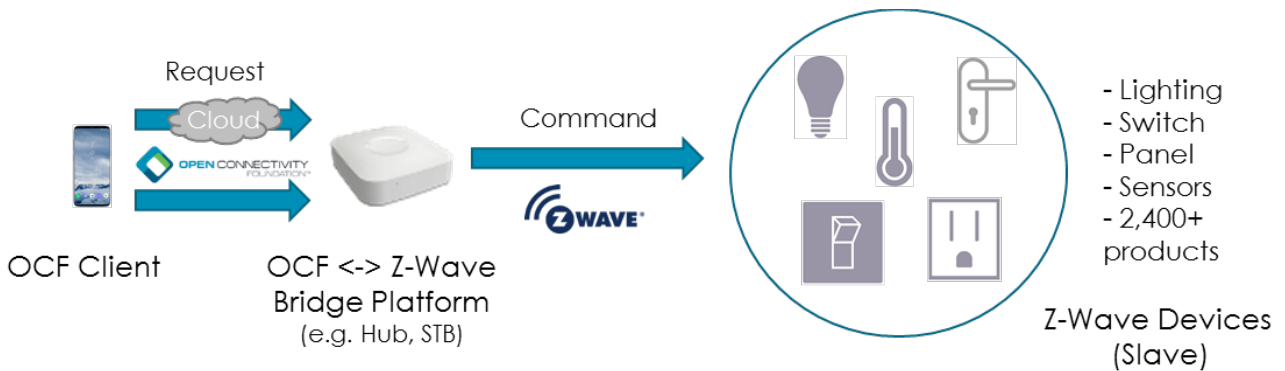 Request
Cloud
OPEN CONNECTIVITY
FOUNDATION™
OCF Client
OCF <-> Z-Wave
Bridge Platform
(e.g. Hub, STB)
Command
Z WAVE®
- Lighting
- Switch
- Panel
- Sensors
- 2,400+
products
Z-Wave Devices
(Slave)